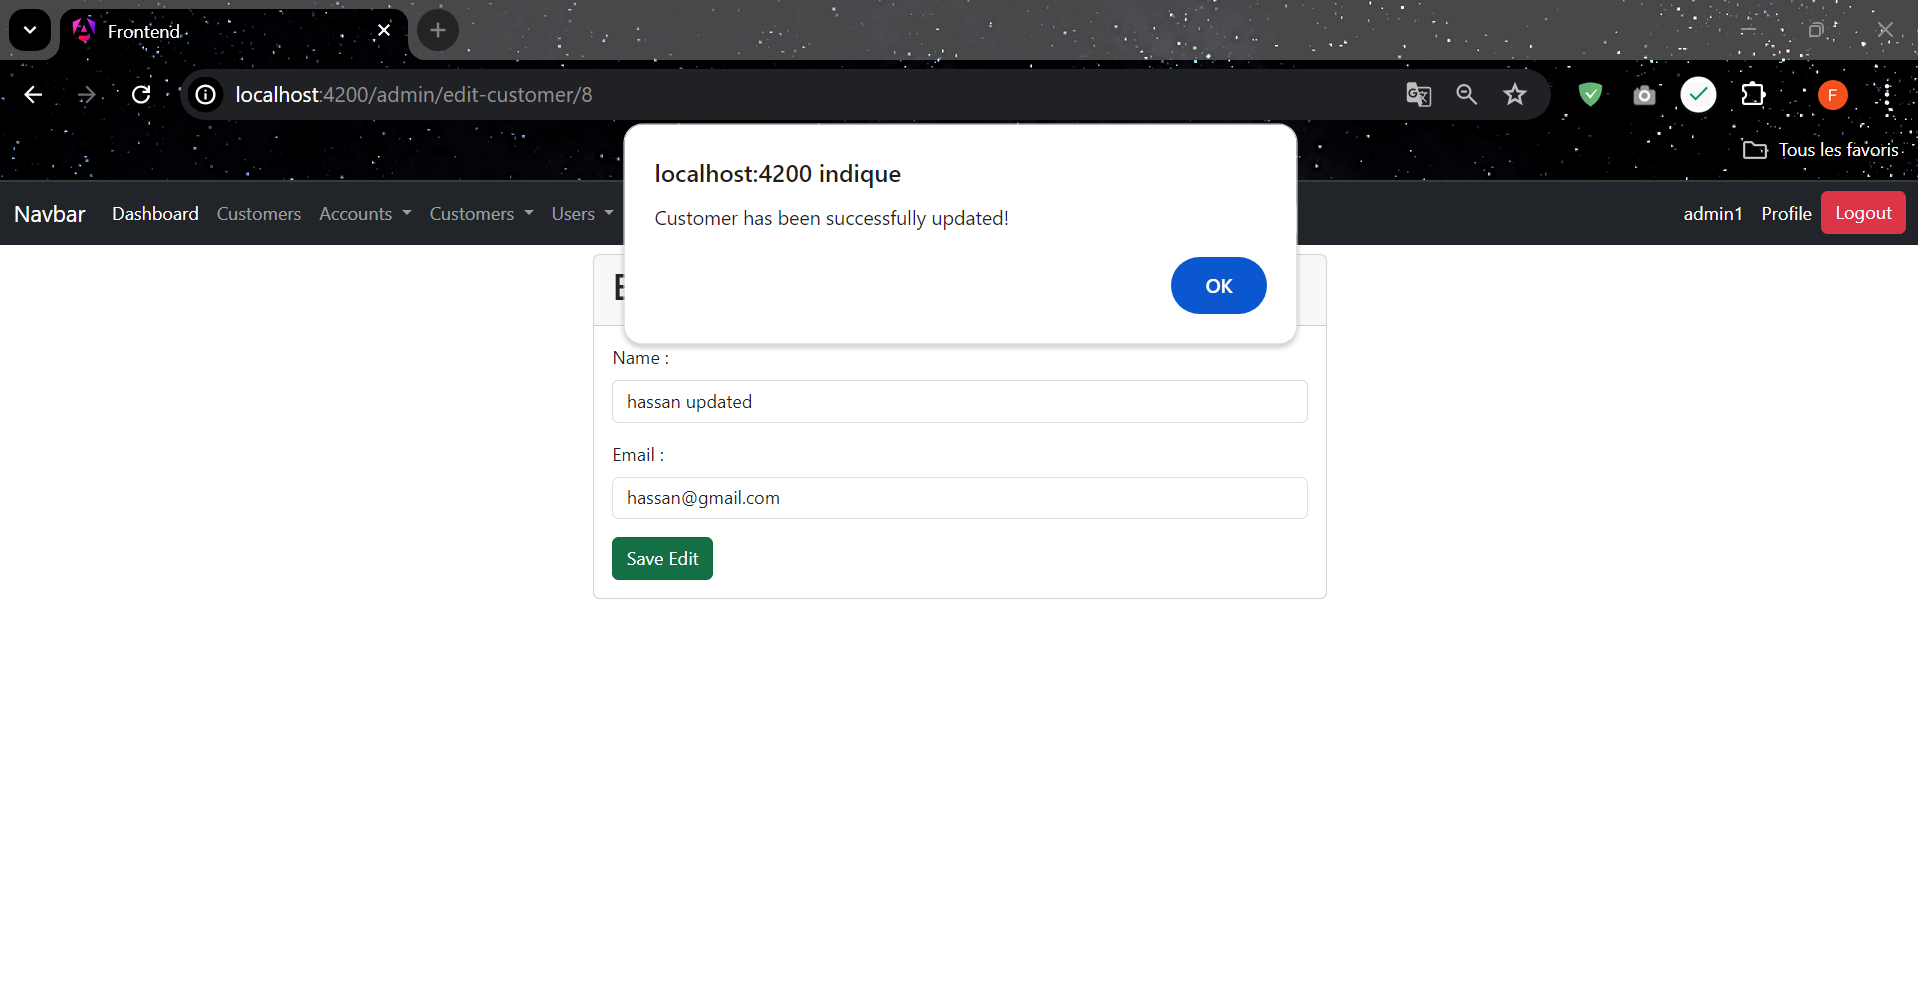 Frontend
localhost:4200/admin/edit-customer/8
F
Tous les favoris
localhost:4200 indique
Customer has been successfully updated!
OK
Navbar Dashboard Customers Accounts Customers Users admin1 Profile Logout
Name :
hassan updated
Email :
hassan@gmail.com
Save Edit